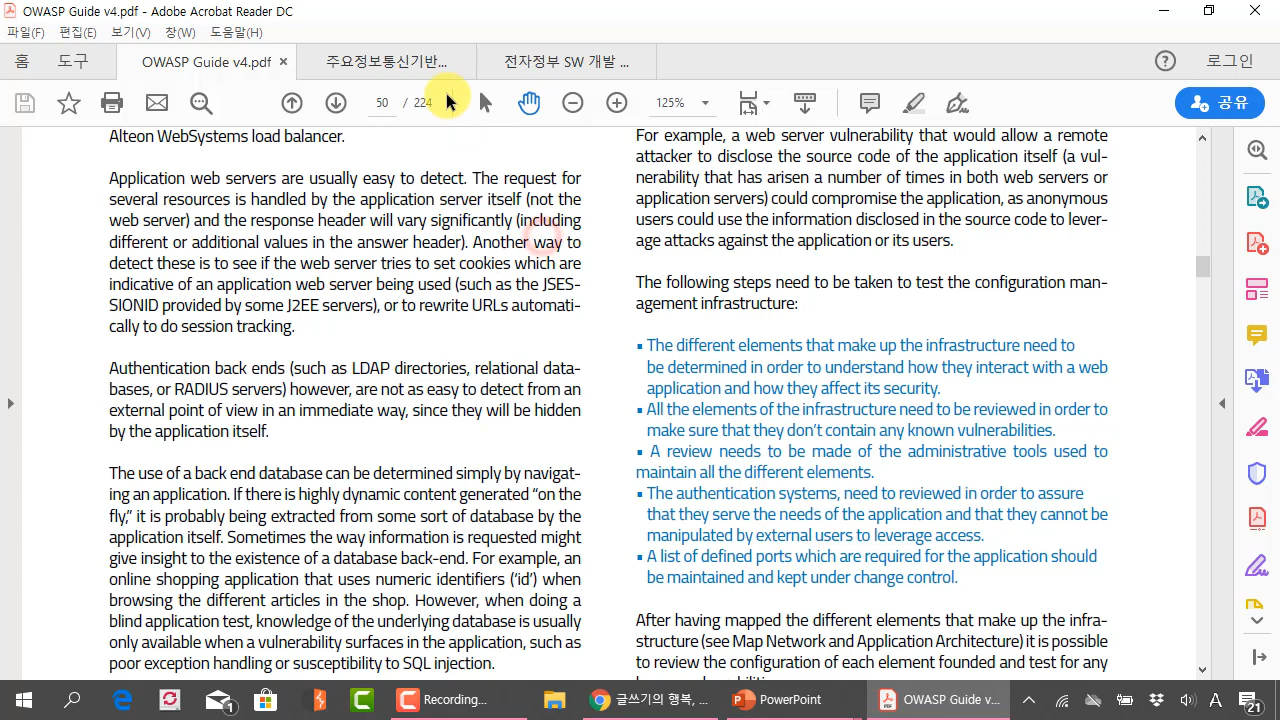 OWASP Guide v4.pdf - Adobe Acrobat Reader DC
파일(F) 편집(E) 보기(V) 창(W) 도움말(H)
홈 도구 OWASP Guide v4.pdf × 주요정보통신기반... 전자정부 SW 개발 ... 로그인
50 / 224 125% 공유
Alteon WebSystems load balancer.
Application web servers are usually easy to detect. The request for
several resources is handled by the application server itself (not the
web server) and the response header will vary significantly (including
different or additional values in the answer header). Another way to
detect these is to see if the web server tries to set cookies which are
indicative of an application web server being used (such as the JSES-
SIONID provided by some J2EE servers), or to rewrite URLs automati-
cally to do session tracking.
Authentication back ends (such as LDAP directories, relational data-
bases, or RADIUS servers) however, are not as easy to detect from an
external point of view in an immediate way, since they will be hidden
by the application itself.
The use of a back end database can be determined simply by navigat-
ing an application. If there is highly dynamic content generated “on the
fly,” it is probably being extracted from some sort of database by the
application itself. Sometimes the way information is requested might
give insight to the existence of a database back-end. For example, an
online shopping application that uses numeric identifiers (‘id’) when
browsing the different articles in the shop. However, when doing a
blind application test, knowledge of the underlying database is usually
only available when a vulnerability surfaces in the application, such as
poor exception handling or susceptibility to SQL injection.
For example, a web server vulnerability that would allow a remote
attacker to disclose the source code of the application itself (a vul-
nerability that has arisen a number of times in both web servers or
application servers) could compromise the application, as anonymous
users could use the information disclosed in the source code to lever-
age attacks against the application or its users.
The following steps need to be taken to test the configuration man-
agement infrastructure:
▪ The different elements that make up the infrastructure need to
be determined in order to understand how they interact with a web
application and how they affect its security.
▪ All the elements of the infrastructure need to be reviewed in order to
make sure that they don’t contain any known vulnerabilities.
▪ A review needs to be made of the administrative tools used to
maintain all the different elements.
▪ The authentication systems, need to reviewed in order to assure
that they serve the needs of the application and that they cannot be
manipulated by external users to leverage access.
▪ A list of defined ports which are required for the application should
be maintained and kept under change control.
After having mapped the different elements that make up the infra-
structure (see Map Network and Application Architecture) it is possible
to review the configuration of each element founded and test for any
1 Recording... 글쓰기의 행복, ... PowerPoint OWASP Guide v... A 21